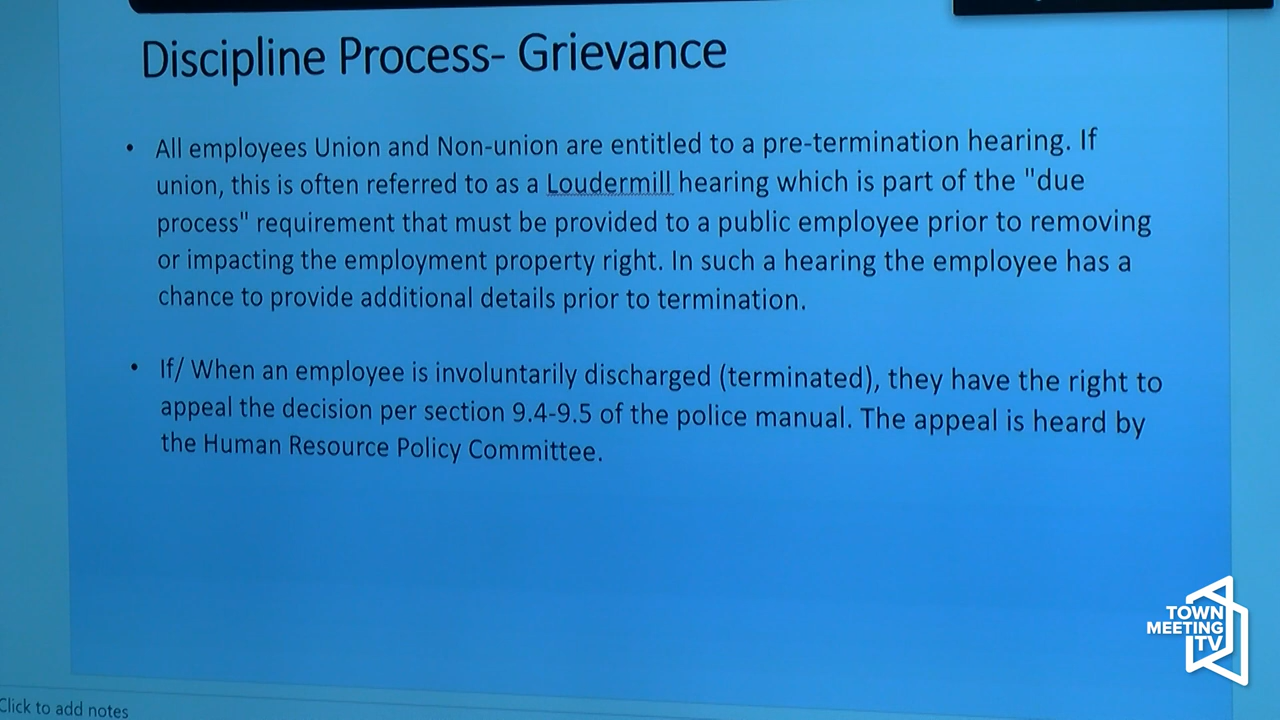 Discipline Process- Grievance
• All employees Union and Non-union are entitled to a pre-termination hearing. If
union, this is often referred to as a Loudermill hearing which is part of the "due
process" requirement that must be provided to a public employee prior to removing
or impacting the employment property right. In such a hearing the employee has a
chance to provide additional details prior to termination.
• If/ When an employee is involuntarily discharged (terminated), they have the right to
appeal the decision per section 9.4-9.5 of the police manual. The appeal is heard by
the Human Resource Policy Committee.
TOWN
MEETING
TV
Click to add notes